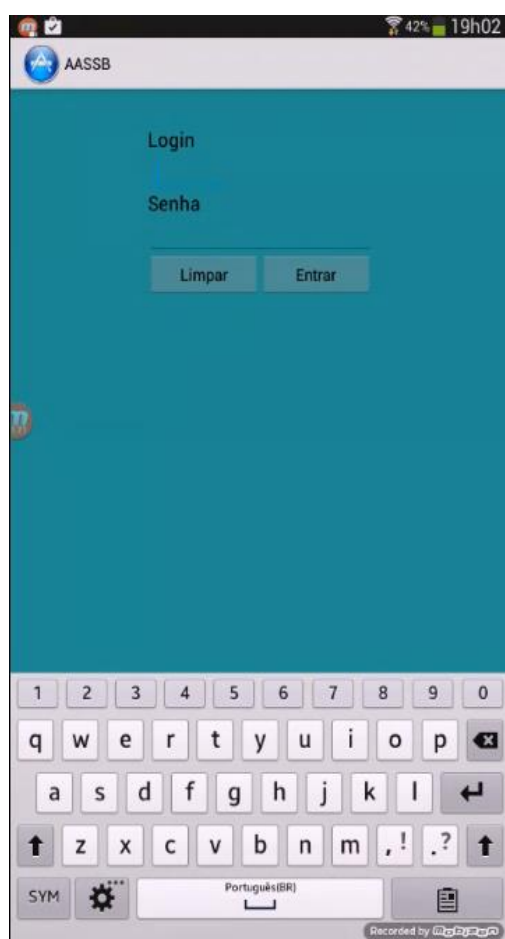 42% 19h02
AASSB
Login
Senha
Limpar Entrar
1 2 3 4 5 6 7 8 9 0
q w e r t y u i o p
a s d f g h j k l
z x c v b n m , ! . ?
SYM Português(BR)
Recorded by Mobizen